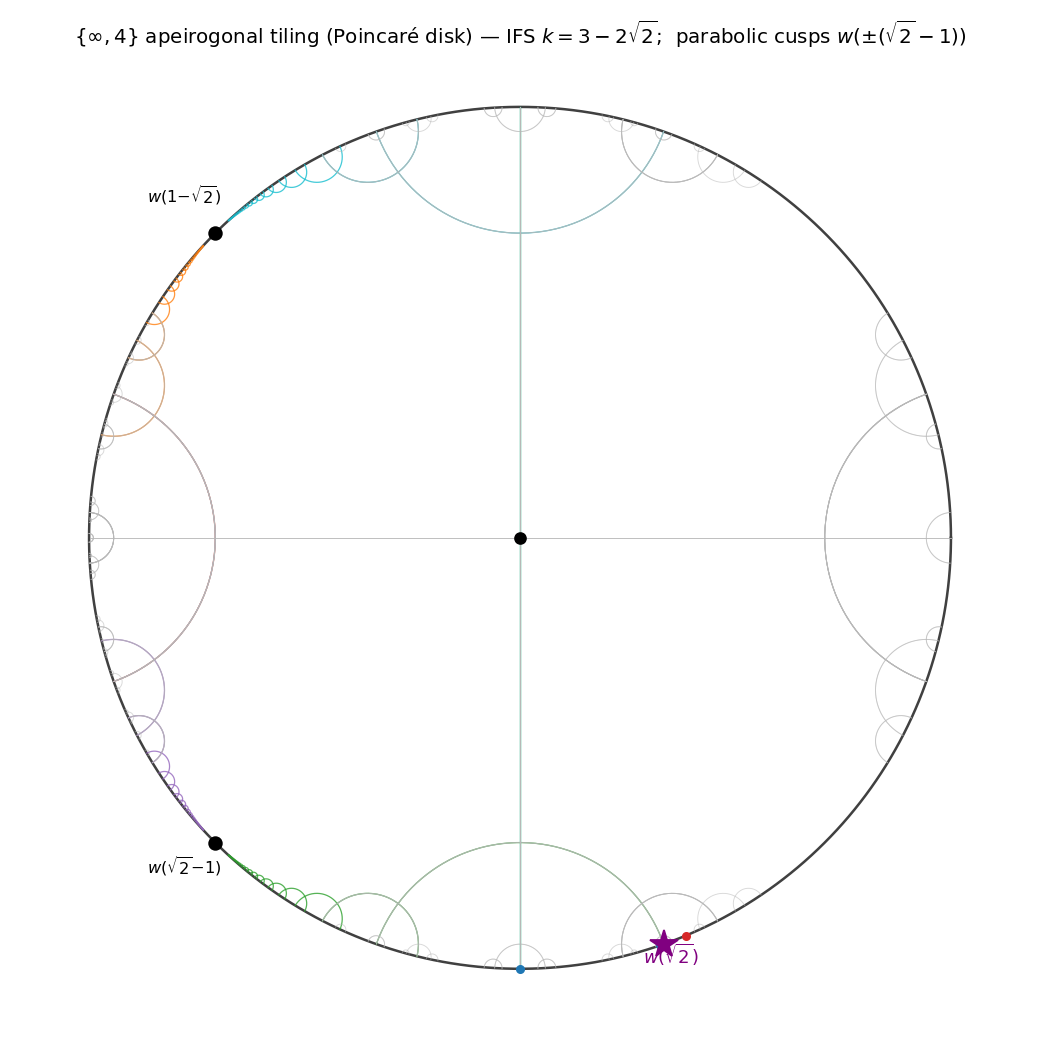 {∞, 4} apeirogonal tiling (Poincaré disk) — IFS k = 3 − 2√2; parabolic cusps w(±(√2 − 1))
w(1−√2)
w(√2−1)
w(√2)